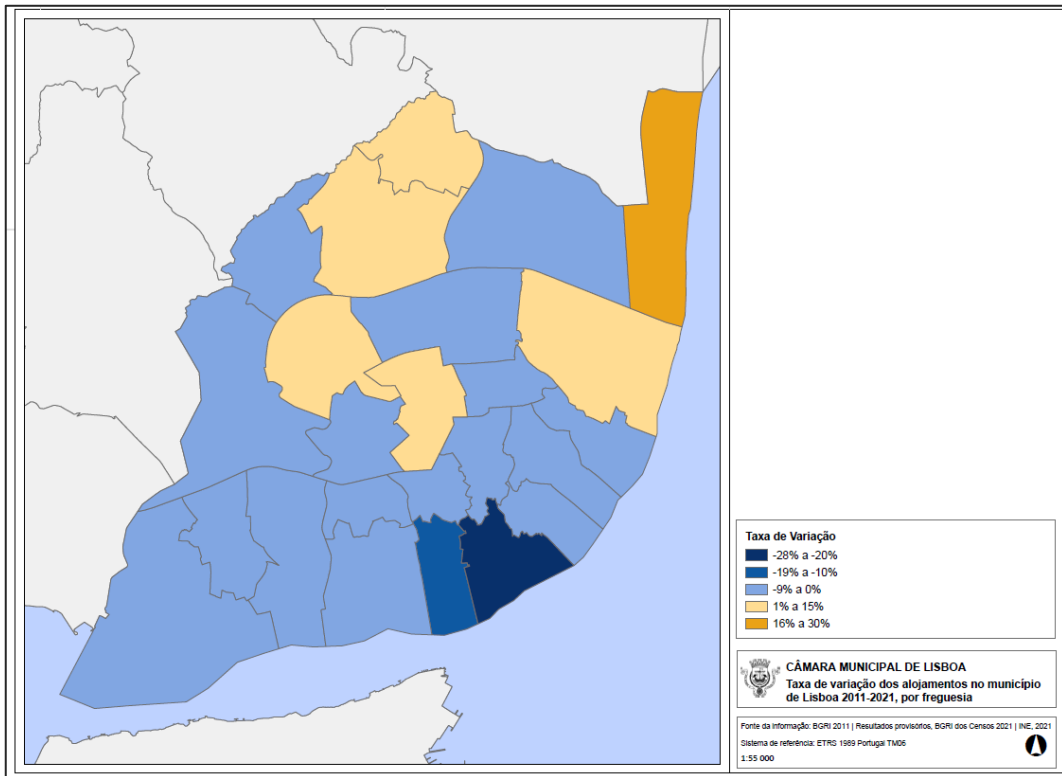 Taxa de Variação
-28% a -20%
-19% a -10%
-9% a 0%
1% a 15%
16% a 30%
CÂMARA MUNICIPAL DE LISBOA
Taxa de variação dos alojamentos no município
de Lisboa 2011-2021, por freguesia
Fonte da Informação: BGRI 2011 | Resultados provisórios, BGRI dos Censos 2021 | INE, 2021
Sistema de referência: ETRS 1989 Portugal TM06
1:55 000